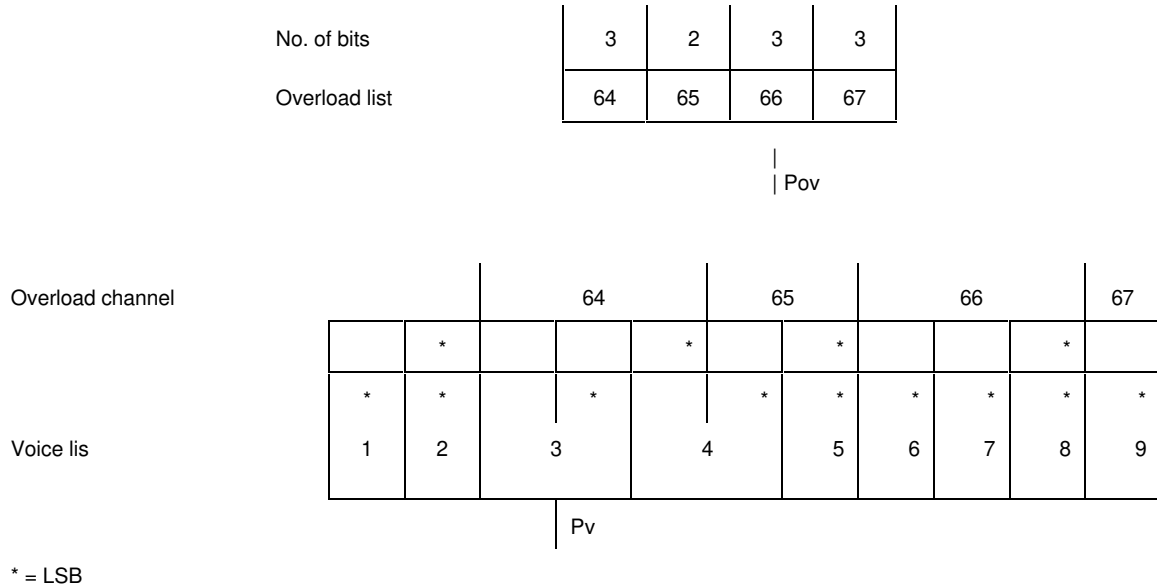 No. of bits 3 2 3 3
Overload list 64 65 66 67
| Pov
Overload channel 64 65 66 67
* * * *
* * * * * * * * *
Voice lis 1 2 3 4 5 6 7 8 9
Pv
* = LSB